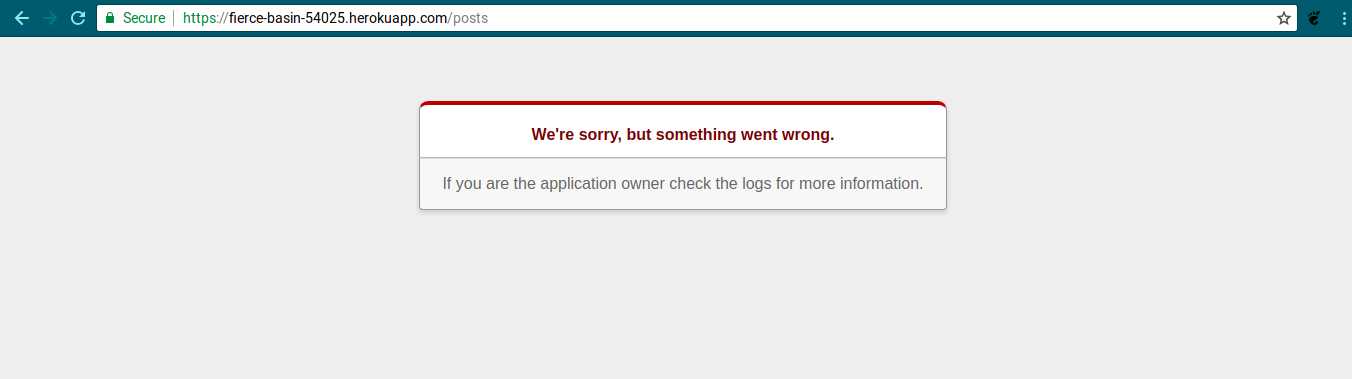 Secure https://fierce-basin-54025.herokuapp.com/posts
We're sorry, but something went wrong.
If you are the application owner check the logs for more information.